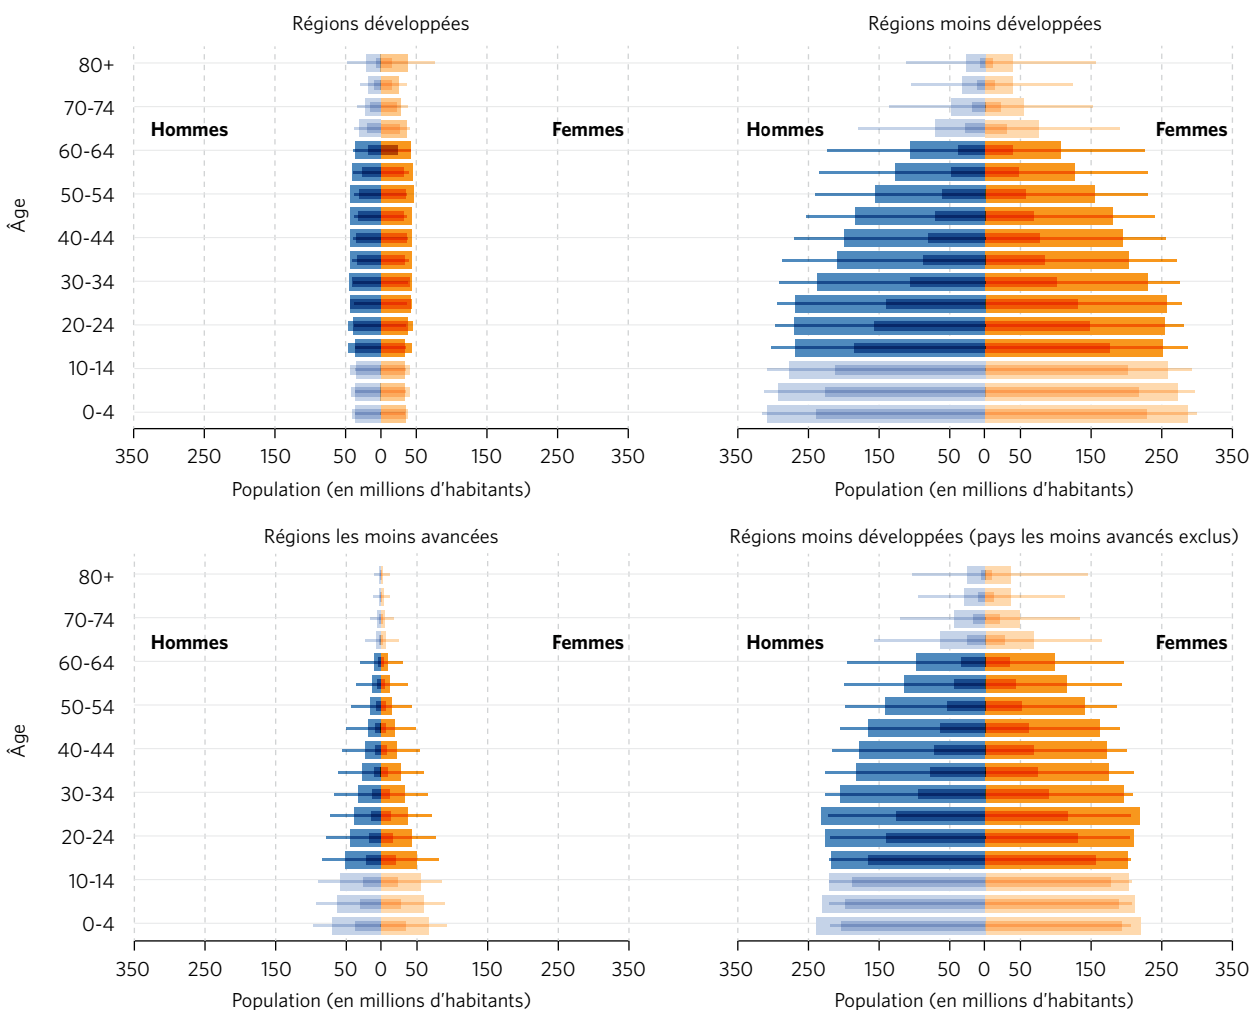 Régions développées
Régions moins développées
80+
70-74
Hommes
Femmes
Hommes
Femmes
60-64
50-54
Âge
40-44
30-34
20-24
10-14
0-4
350 250 150 50 0 50 150 250 350
350 250 150 50 0 50 150 250 350
Population (en millions d’habitants)
Population (en millions d’habitants)
Régions les moins avancées
Régions moins développées (pays les moins avancés exclus)
80+
70-74
Hommes
Femmes
Hommes
Femmes
60-64
50-54
Âge
40-44
30-34
20-24
10-14
0-4
350 250 150 50 0 50 150 250 350
350 250 150 50 0 50 150 250 350
Population (en millions d’habitants)
Population (en millions d’habitants)